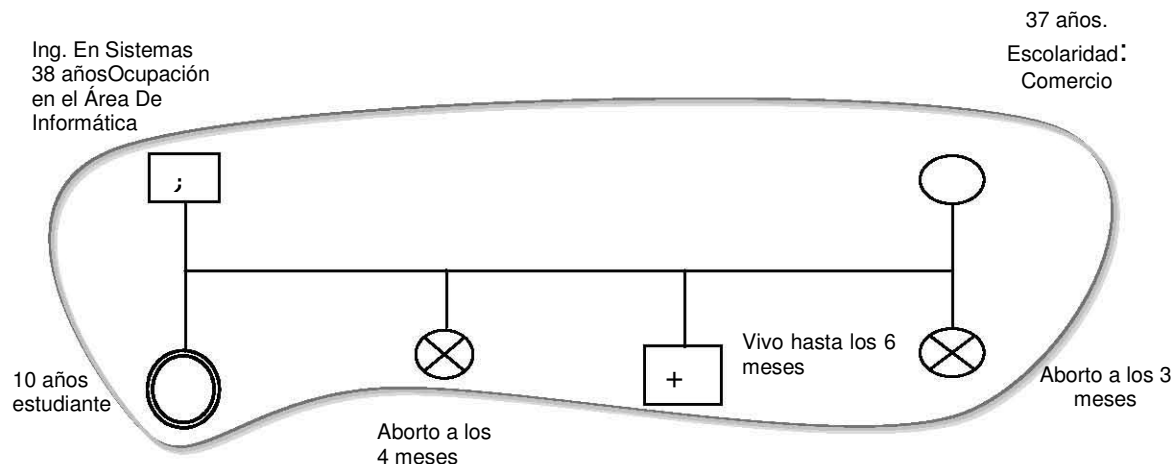 Ing. En Sistemas
38 añosOcupación
en el Área De
Informática
37 años.
Escolaridad:
Comercio
;
+
Vivo hasta los 6
meses
10 años
estudiante
Aborto a los 3
meses
Aborto a los
4 meses